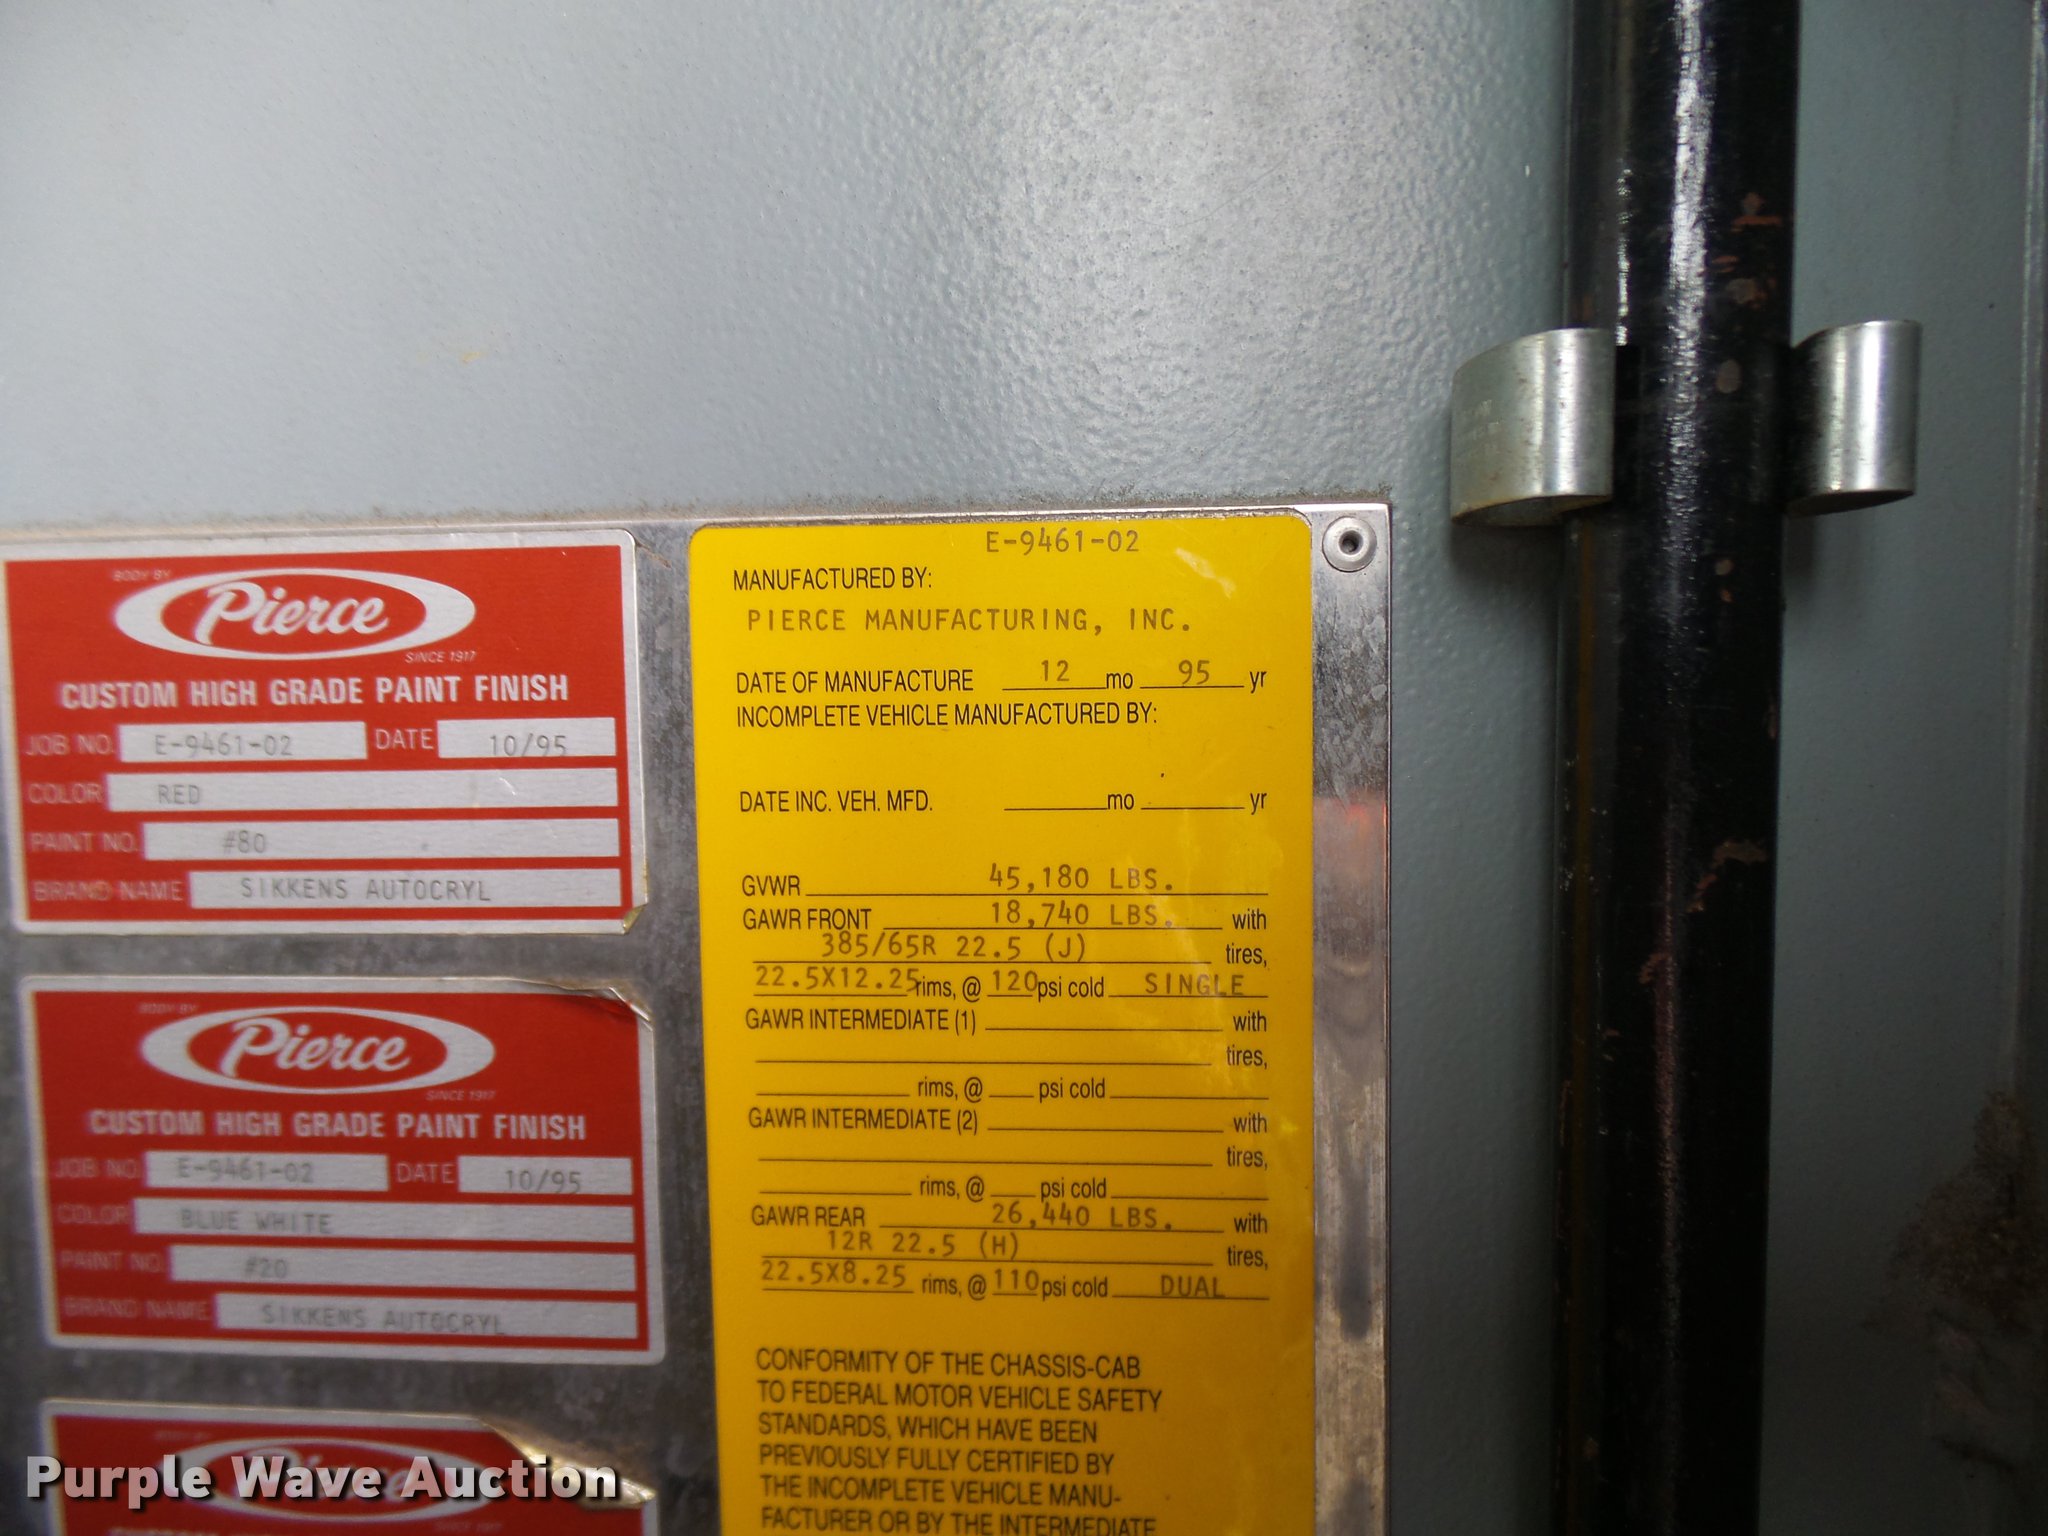 BODY BY
Pierce
SINCE 1917
CUSTOM HIGH GRADE PAINT FINISH
JOB NO. E-9461-02 DATE 10/95
COLOR RED
PAINT NO. #80
BRAND NAME SIKKENS AUTOCRYL
BODY BY
Pierce
SINCE 1917
CUSTOM HIGH GRADE PAINT FINISH
JOB NO. E-9461-02 DATE 10/95
COLOR BLUE WHITE
PAINT NO. #20
BRAND NAME SIKKENS AUTOCRYL
SINCE 1917
E-9461-02
MANUFACTURED BY:
PIERCE MANUFACTURING, INC.
DATE OF MANUFACTURE 12 mo 95 yr
INCOMPLETE VEHICLE MANUFACTURED BY:
DATE INC. VEH. MFD. mo yr
GVWR 45,180 LBS.
GAWR FRONT 18,740 LBS. with
385/65R 22.5 (J) tires,
22.5X12.25 rims, @ 120 psi cold SINGLE
GAWR INTERMEDIATE (1) with
tires,
rims, @ psi cold
GAWR INTERMEDIATE (2) with
tires,
rims, @ psi cold
GAWR REAR 26,440 LBS. with
12R 22.5 (H) tires,
22.5X8.25 rims, @ 110 psi cold DUAL
CONFORMITY OF THE CHASSIS-CAB
TO FEDERAL MOTOR VEHICLE SAFETY
STANDARDS, WHICH HAVE BEEN
PREVIOUSLY FULLY CERTIFIED BY
THE INCOMPLETE VEHICLE MANU-
FACTURER OR BY THE INTERMEDIATE
Purple Wave Auction